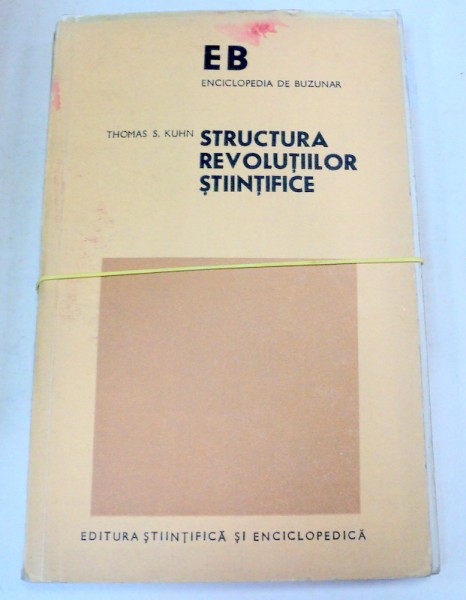 EB
ENCICLOPEDIA DE BUZUNAR
THOMAS S. KUHN STRUCTURA
REVOLUȚIILOR
ȘTIINȚIFICE
EDITURA ȘTIINȚIFICĂ ȘI ENCICLOPEDICĂ